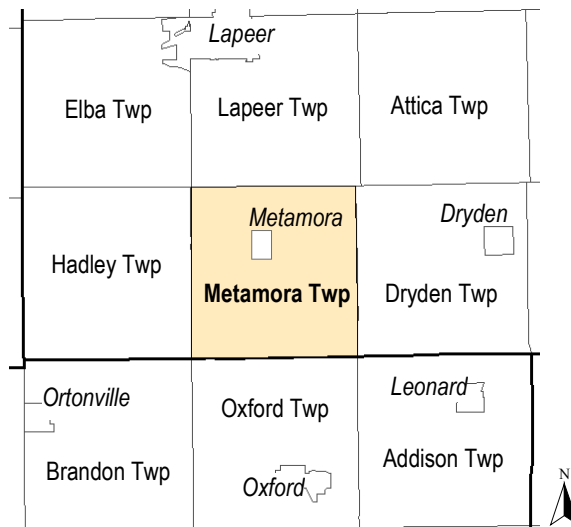 Lapeer
Elba Twp
Lapeer Twp
Attica Twp
Metamora
Dryden
Hadley Twp
Metamora Twp
Dryden Twp
Ortonville
Oxford Twp
Leonard
Brandon Twp
Oxford
Addison Twp
N